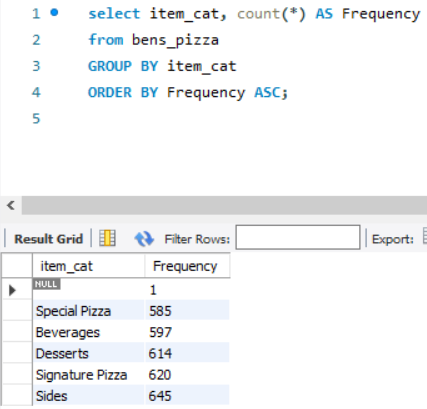 1 select item_cat, count(*) AS Frequency
2 from bens_pizza
3 GROUP BY item_cat
4 ORDER BY Frequency ASC;
5
Result Grid Filter Rows: Export:
item_cat Frequency
NULL 1
Special Pizza 585
Beverages 597
Desserts 614
Signature Pizza 620
Sides 645